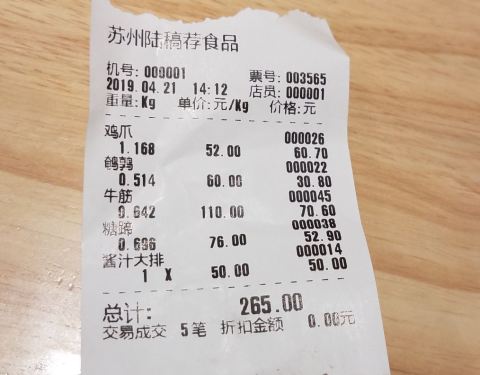 苏州陆稿荐食品
机号: 000001 票号: 003565
2019.04.21 14:12 店员: 000001
重量: Kg 单价: 元/Kg 价格: 元
鸡爪 000026
1.168 52.00 60.70
鹌鹑 000022
0.514 60.00 30.80
牛筋 000045
0.642 110.00 70.60
糖蹄 000038
0.696 76.00 52.90
酱汁大排 000014
1 X 50.00 50.00
总计: 265.00
交易成交 5笔 折扣金额 0.00元